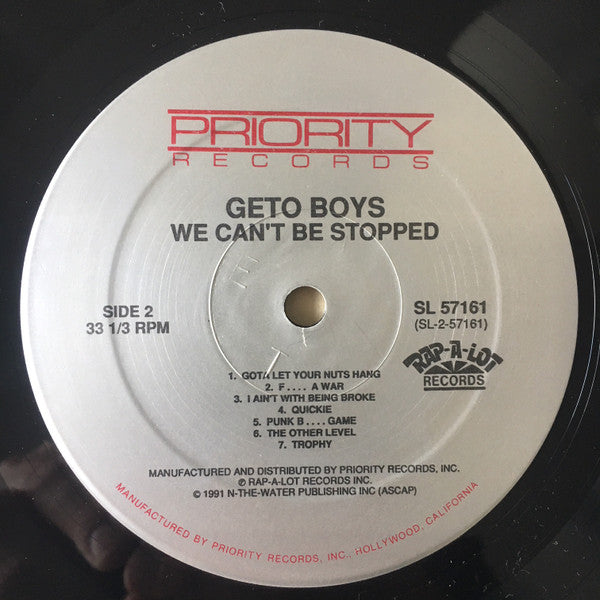 PRIORITY
RECORDS
GETO BOYS
WE CAN'T BE STOPPED
SIDE 2
33 1/3 RPM
SL 57161
(SL-2-57161)
RAP-A-LOT
RECORDS
1. GOTA LET YOUR NUTS HANG
2. F.... A WAR
3. I AIN'T WITH BEING BROKE
4. QUICKIE
5. PUNK B.... GAME
6. THE OTHER LEVEL
7. TROPHY
MANUFACTURED AND DISTRIBUTED BY PRIORITY RECORDS, INC.
℗ RAP-A-LOT RECORDS INC.
© 1991 N-THE-WATER PUBLISHING INC (ASCAP)
MANUFACTURED BY PRIORITY RECORDS, INC., HOLLYWOOD, CALIFORNIA